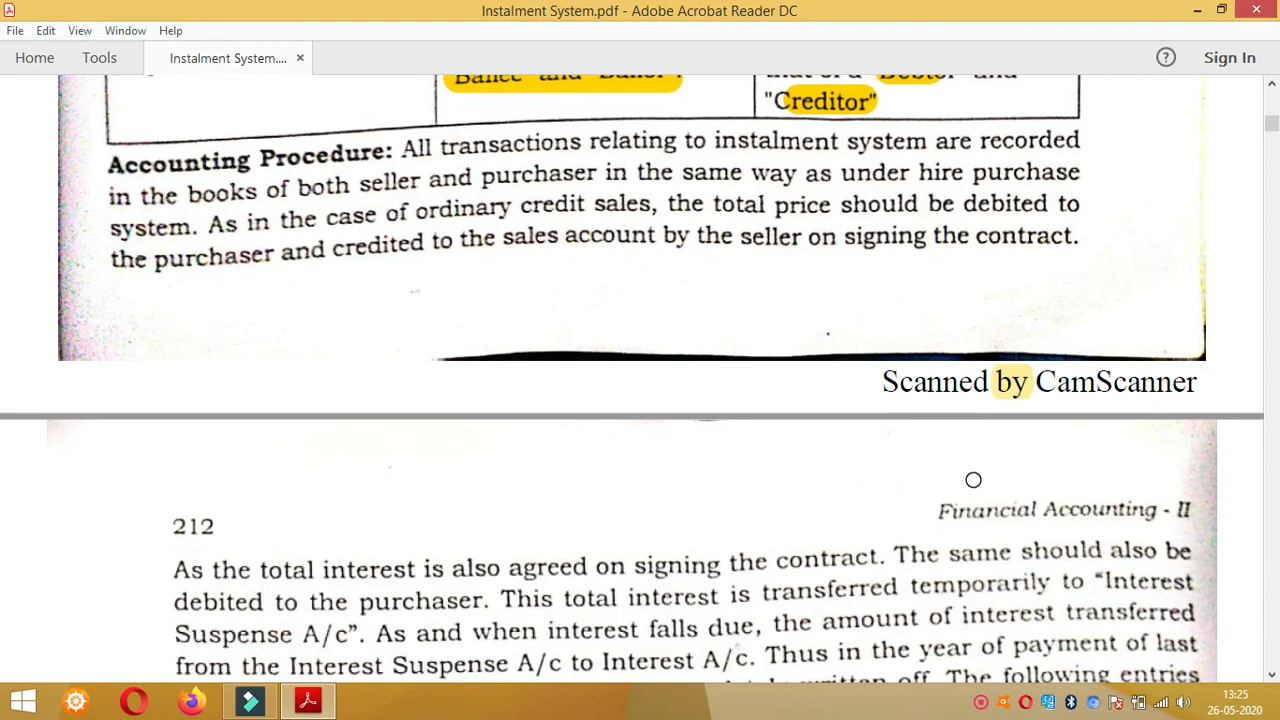 Instalment System.pdf - Adobe Acrobat Reader DC
File Edit View Window Help
Home Tools Instalment System.... × ? Sign In
"Creditor"
Accounting Procedure: All transactions relating to instalment system are recorded
in the books of both seller and purchaser in the same way as under hire purchase
system. As in the case of ordinary credit sales, the total price should be debited to
the purchaser and credited to the sales account by the seller on signing the contract.
Scanned by CamScanner
212
Financial Accounting - II
As the total interest is also agreed on signing the contract. The same should also be
debited to the purchaser. This total interest is transferred temporarily to "Interest
Suspense A/c". As and when interest falls due, the amount of interest transferred
from the Interest Suspense A/c to Interest A/c. Thus in the year of payment of last
off. The following entries
13:25
26-05-2020